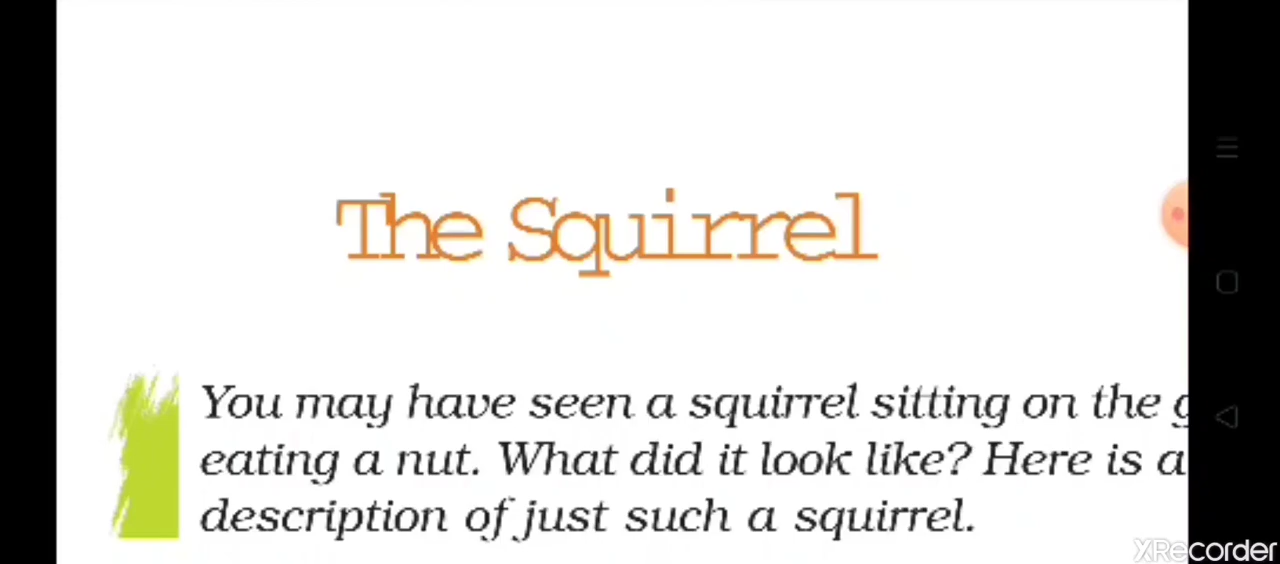 The Squirrel
You may have seen a squirrel sitting on the
eating a nut. What did it look like? Here is a
description of just such a squirrel.
XRecorder